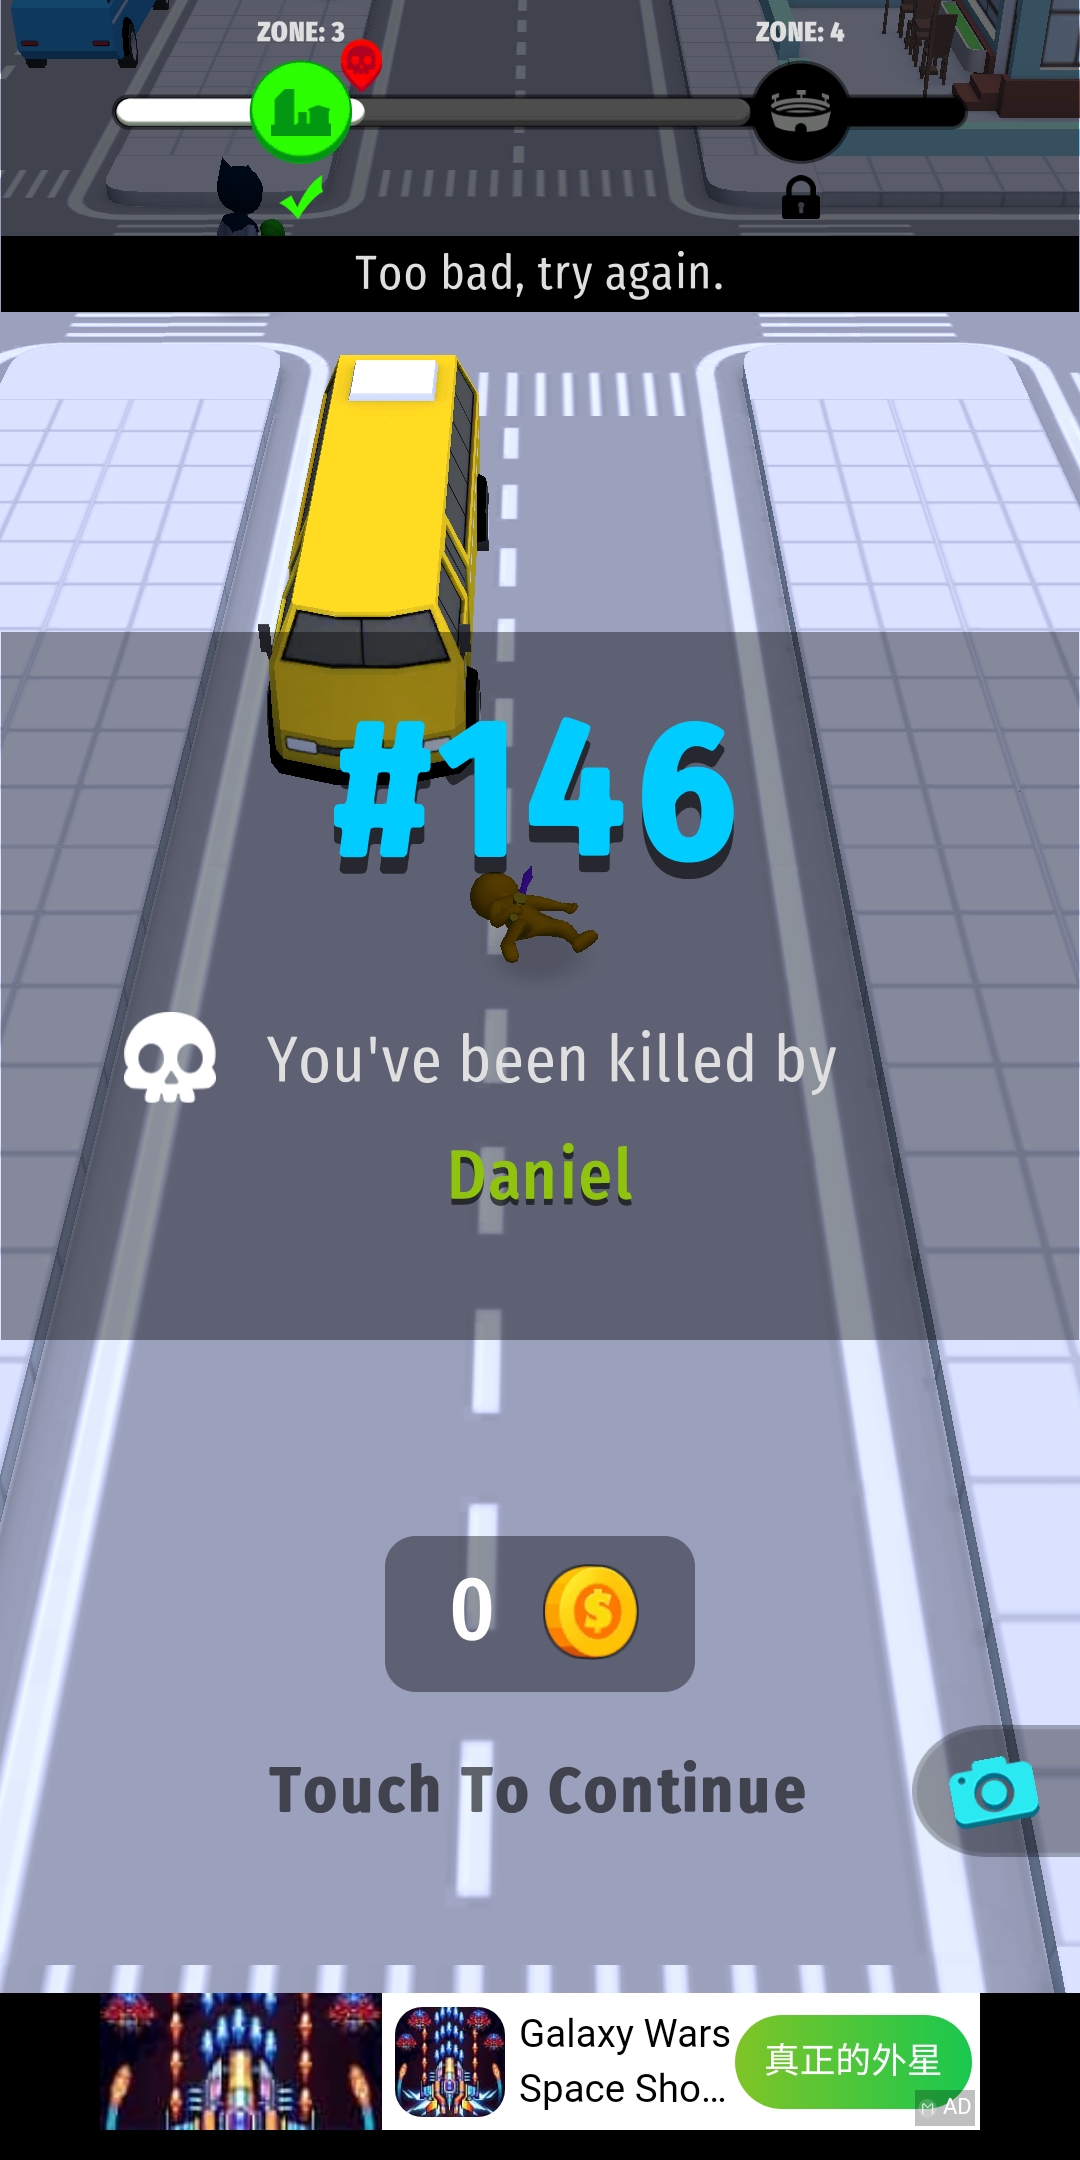 ZONE: 3
ZONE: 4
Too bad, try again.
#146
You've been killed by
Daniel
0
Touch To Continue
Galaxy Wars
Space Sho...
真正的外星
AD